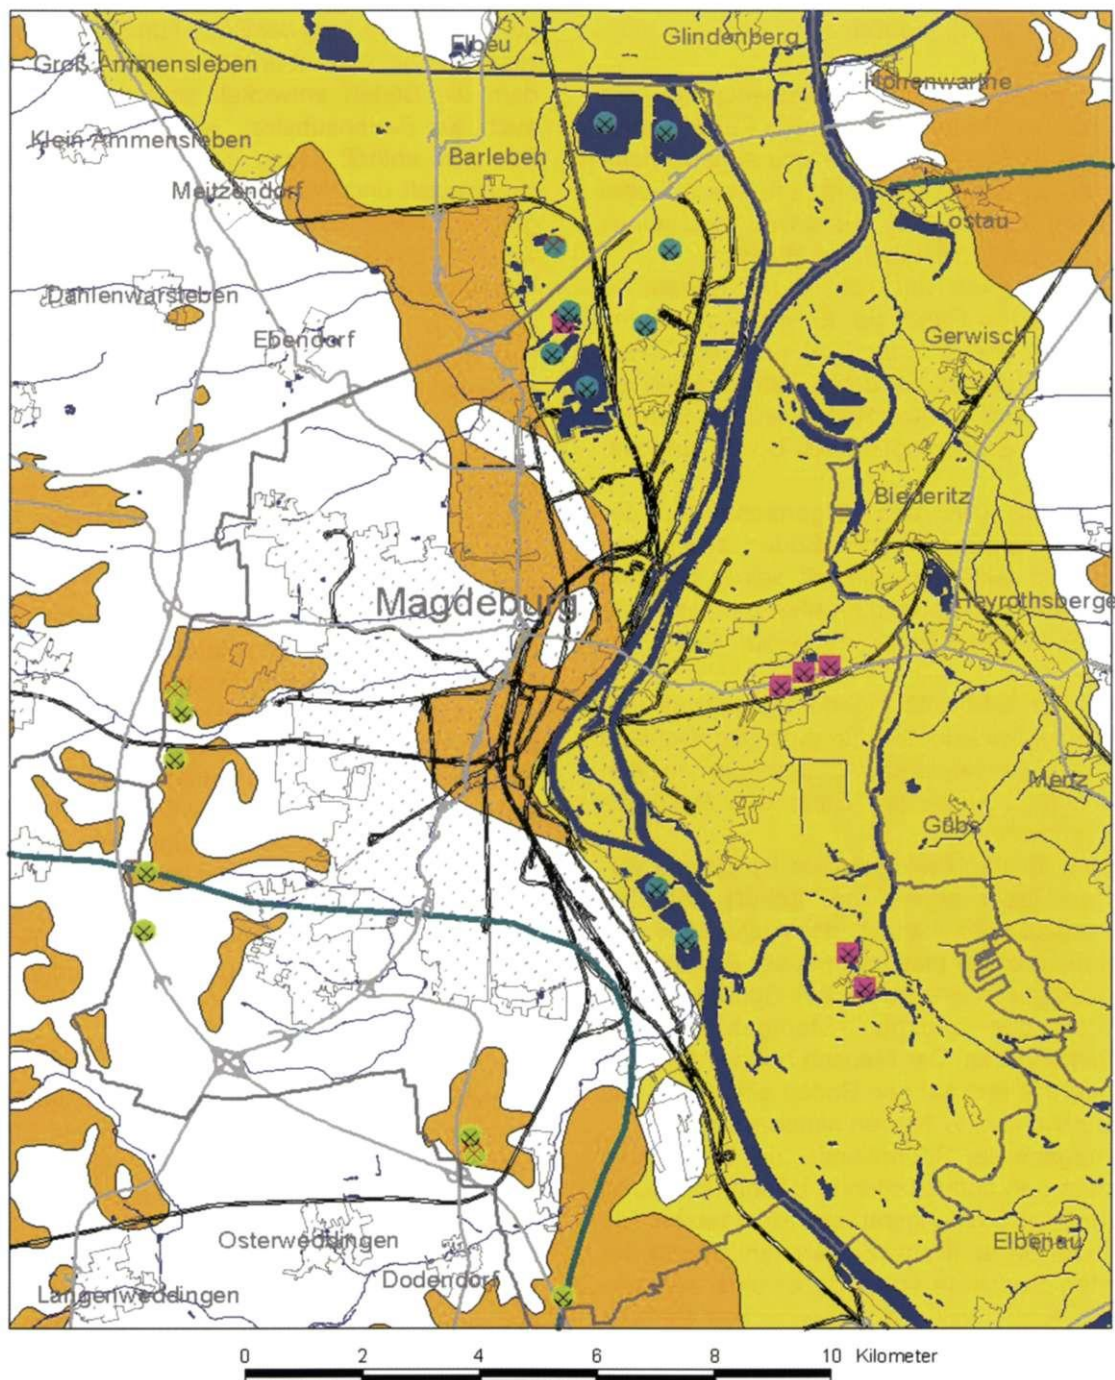 Elbeu
Glindenberg
Groß Ammensleben
Hohenwarthe
Klein Ammensleben
Barleben
Meitzendorf
Lostau
Dahlenwarsleben
Ebendorf
Gerwisch
Biederitz
Magdeburg
Heyrothsberge
Menz
Gübs
Osterweddingen
Elbenau
Dodendorf
Langenweddingen
0 2 4 6 8 10 Kilometer